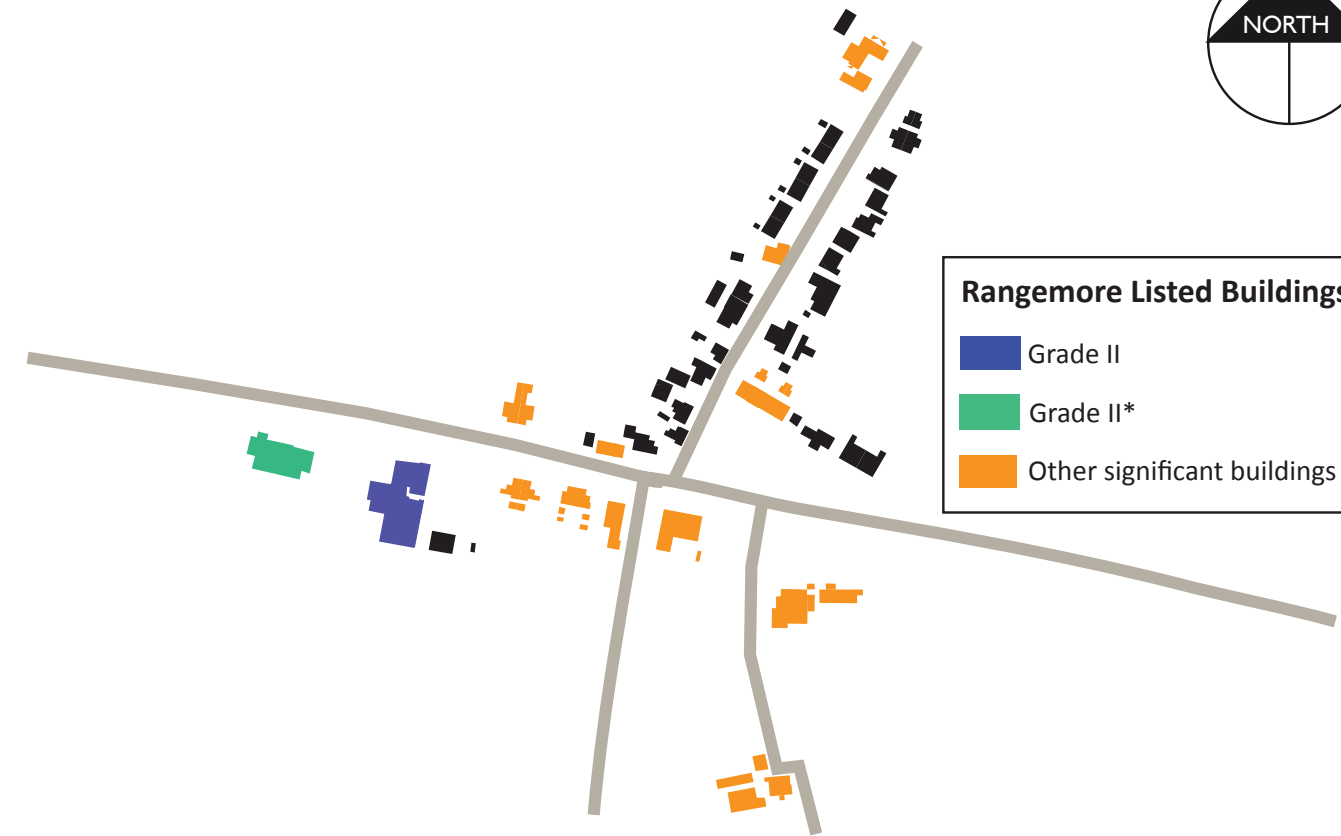 NORTH
Rangemore Listed Buildings
Grade II
Grade II*
Other significant buildings